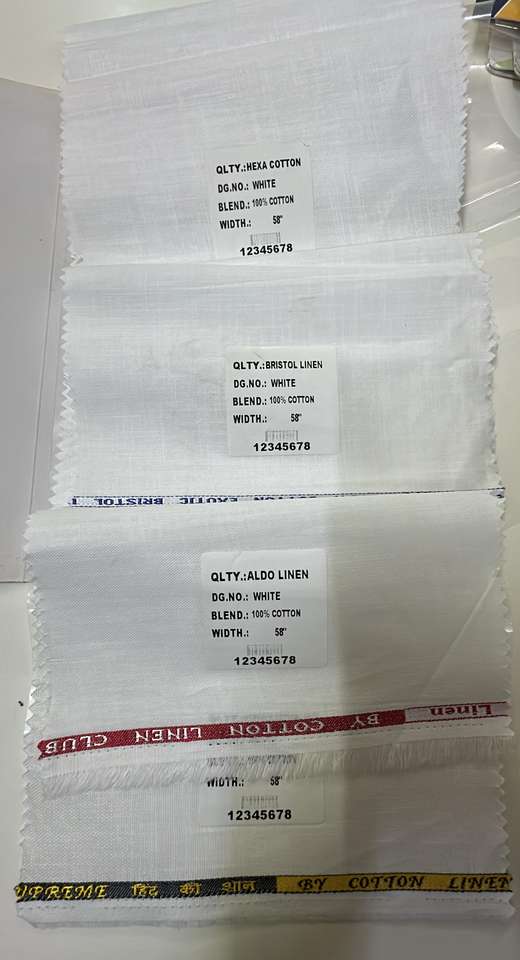 QLTY.:HEXA COTTON
DG.NO.: WHITE
BLEND.: 100% COTTON
WIDTH.: 58"
12345678
QLTY.:BRISTOL LINEN
DG.NO.: WHITE
BLEND.: 100% COTTON
WIDTH.: 58"
12345678
COTTON EXOTIC BRISTOL
QLTY.:ALDO LINEN
DG.NO.: WHITE
BLEND.: 100% COTTON
WIDTH.: 58"
12345678
Linen BY COTTON LINEN CLUB
WIDTH.: 58"
12345678
UPREME हिंद की शान BY COTTON LINEN